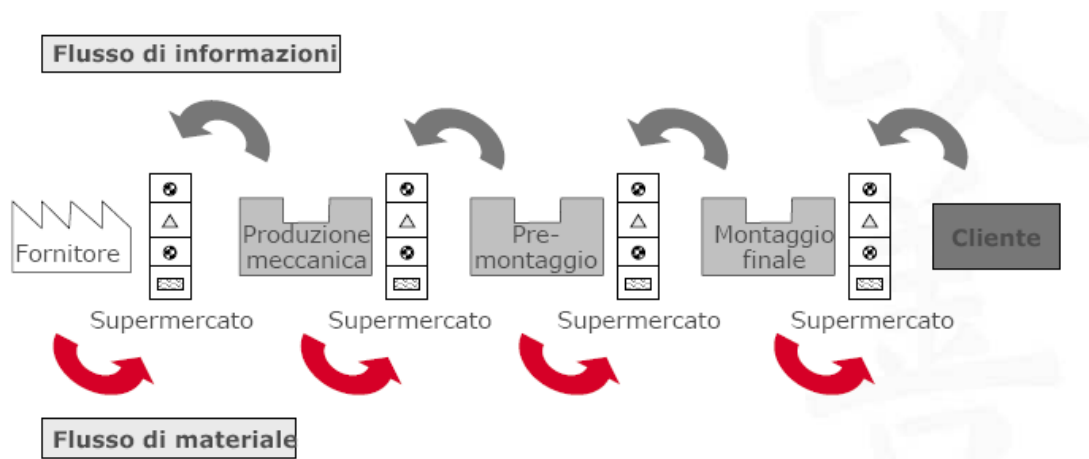 Flusso di informazioni
Fornitore
Produzione
meccanica
Pre-
montaggio
Montaggio
finale
Cliente
Supermercato
Supermercato
Supermercato
Supermercato
Flusso di materiale